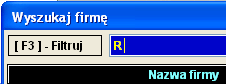 Wyszukaj firmę
[ F3 ] - Filtruj R
Nazwa firmy